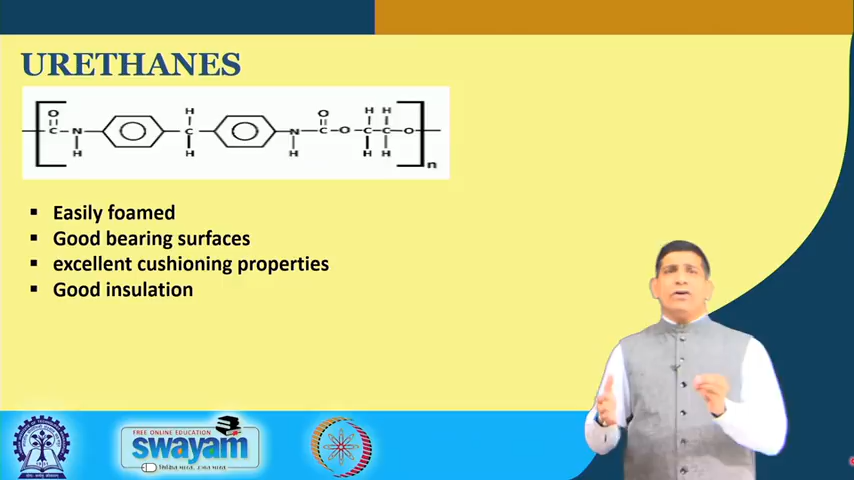 URETHANES
O H H H O H H
C N C N C O C C O
H H H H H
n
Easily foamed
Good bearing surfaces
excellent cushioning properties
Good insulation
FREE ONLINE EDUCATION
swayam